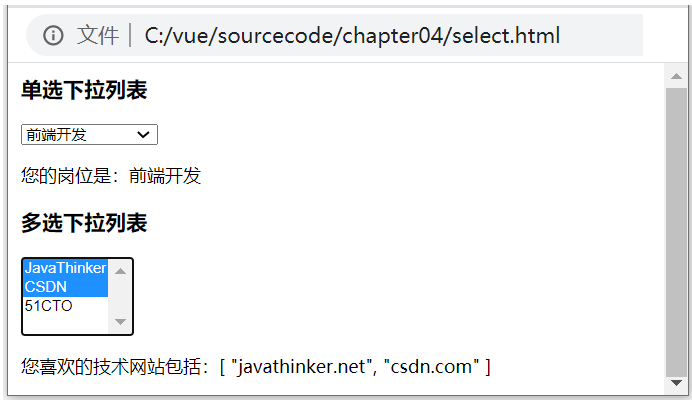 文件 | C:/vue/sourcecode/chapter04/select.html
单选下拉列表
前端开发
您的岗位是：前端开发
多选下拉列表
JavaThinker
CSDN
51CTO
您喜欢的技术网站包括：[ "javathinker.net", "csdn.com" ]